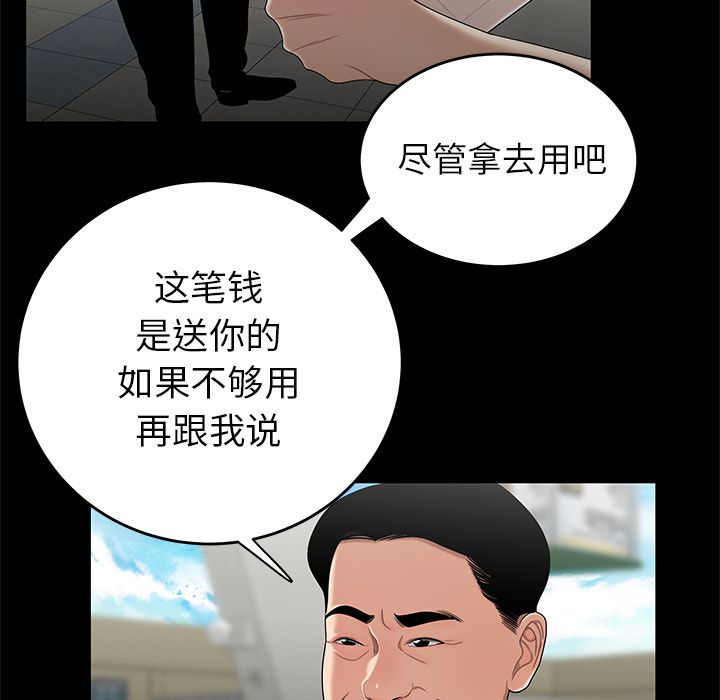 尽管拿去用吧
这笔钱
是送你的
如果不够用
再跟我说